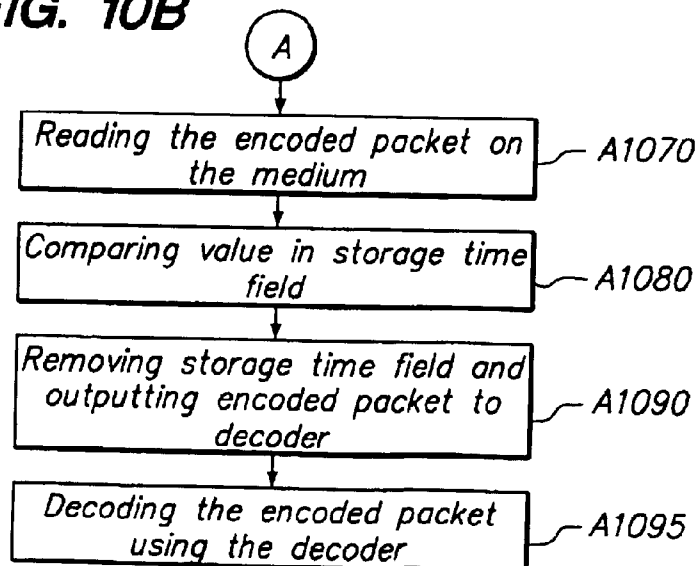 FIG. 10B
A
Reading the encoded packet on
the medium
A1070
Comparing value in storage time
field
A1080
Removing storage time field and
outputting encoded packet to
decoder
A1090
Decoding the encoded packet
using the decoder
A1095